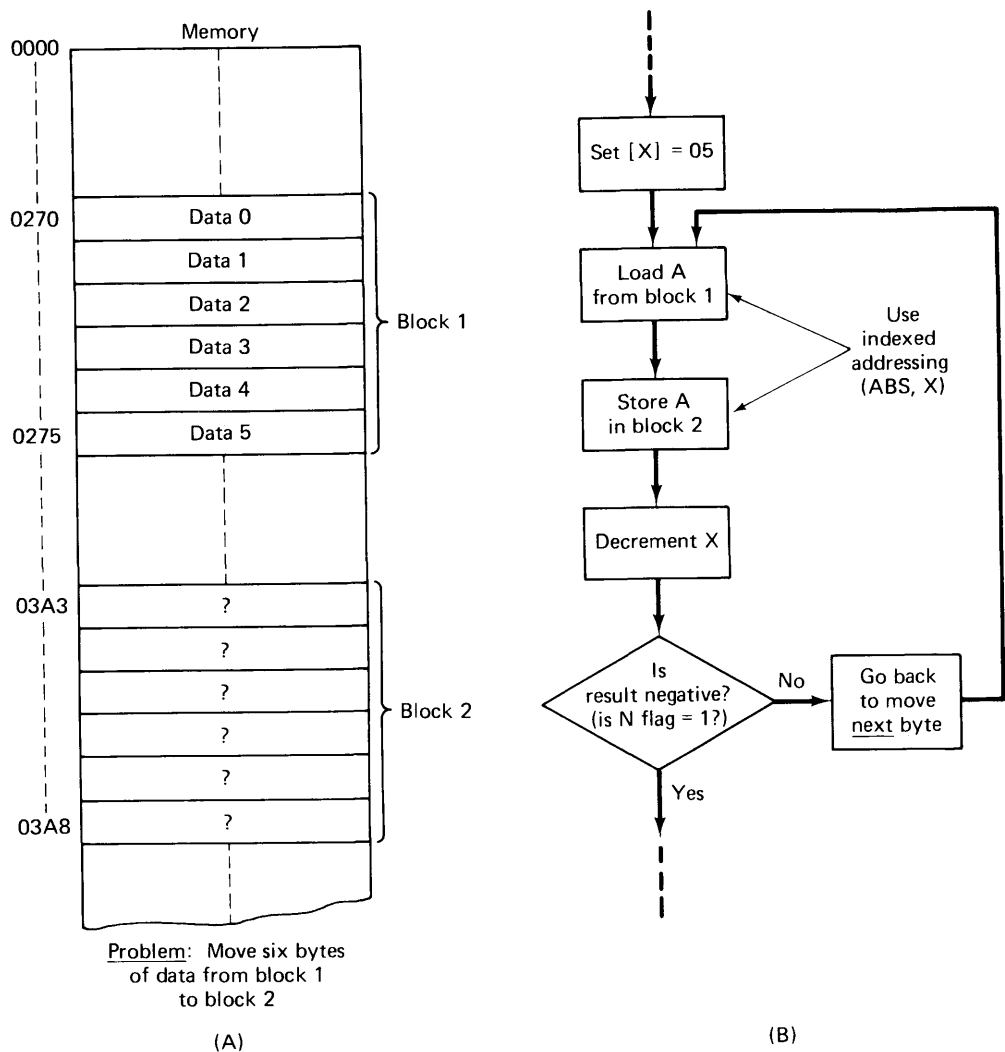 Memory
0000
0270
Data 0
Data 1
Data 2
Data 3
Data 4
0275
Data 5
Block 1
03A3
?
?
?
?
?
03A8
?
Block 2
Problem: Move six bytes
of data from block 1
to block 2
(A)
Set [X] = 05
Load A
from block 1
Use
indexed
addressing
(ABS, X)
Store A
in block 2
Decrement X
Is
result negative?
(is N flag = 1?)
No
Go back
to move
next byte
Yes
(B)